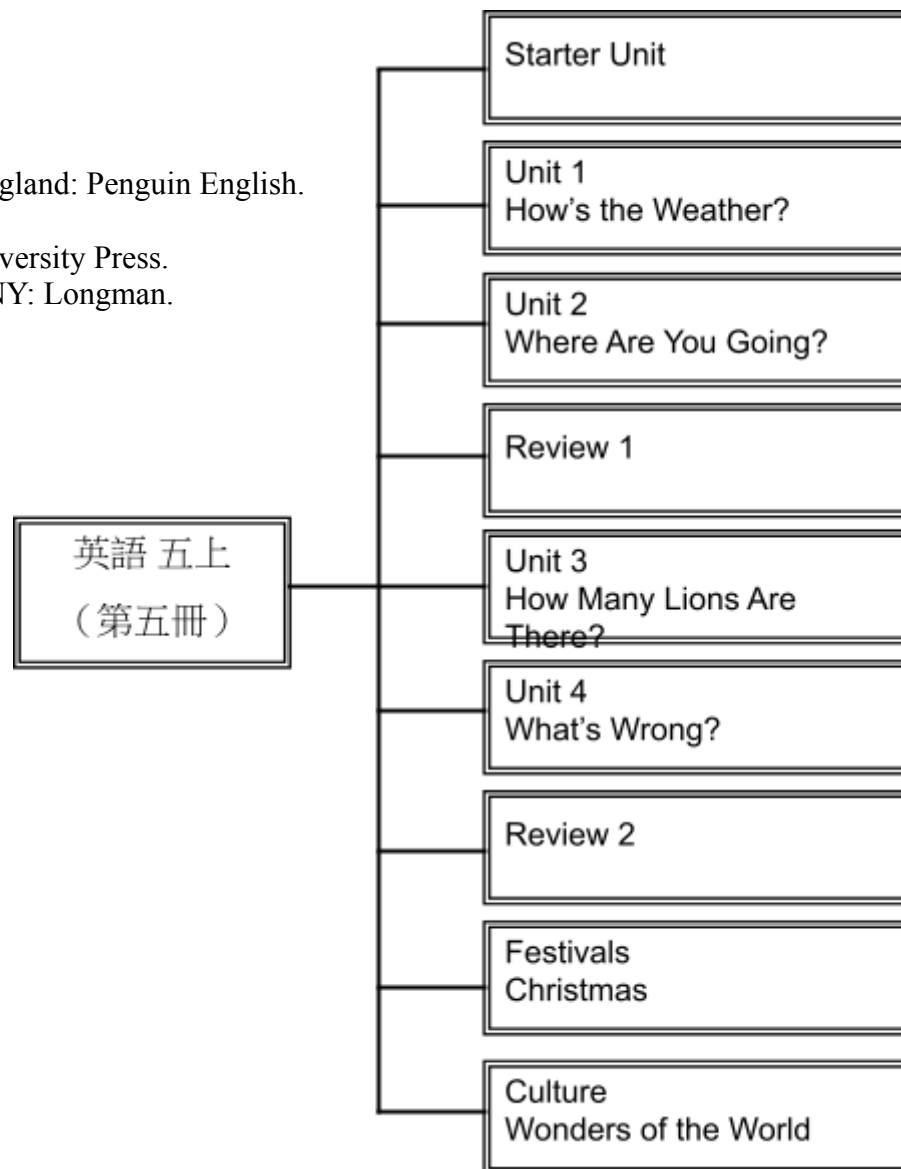 gland: Penguin English.
versity Press.
NY: Longman.
英語 五上
（第五冊）
Starter Unit
Unit 1
How's the Weather?
Unit 2
Where Are You Going?
Review 1
Unit 3
How Many Lions Are
There?
Unit 4
What's Wrong?
Review 2
Festivals
Christmas
Culture
Wonders of the World